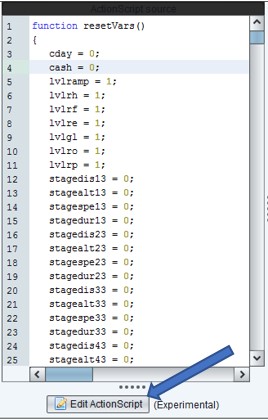 ActionScript source
1 function resetVars()
2 {
3 cday = 0;
4 cash = 0;
5 lvlramp = 1;
6 lvlrh = 1;
7 lvlrf = 1;
8 lvlre = 1;
9 lvlgl = 1;
10 lvlro = 1;
11 lvlrp = 1;
12 stagedis13 = 0;
13 stagealt13 = 0;
14 stagespe13 = 0;
15 stagedur13 = 0;
16 stagedis23 = 0;
17 stagealt23 = 0;
18 stagespe23 = 0;
19 stagedur23 = 0;
20 stagedis33 = 0;
21 stagealt33 = 0;
22 stagespe33 = 0;
23 stagedur33 = 0;
24 stagedis43 = 0;
25 stagealt43 = 0;
Edit ActionScript (Experimental)